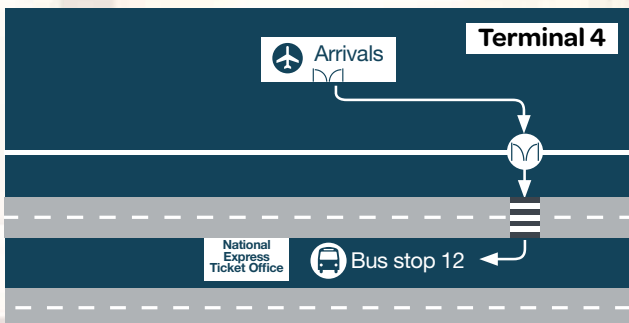 Terminal 4
Arrivals
National
Express
Ticket Office
Bus stop 12